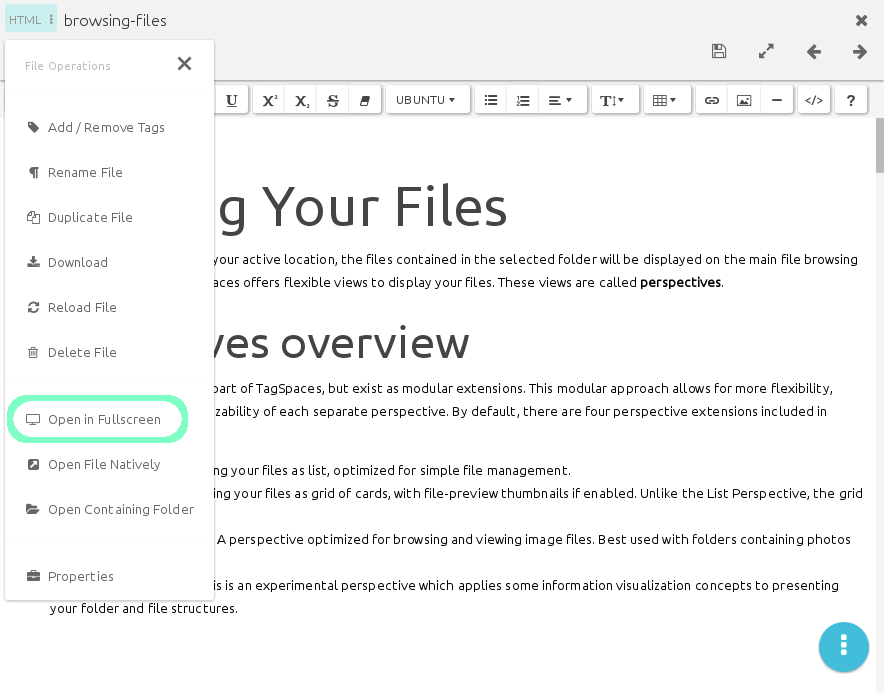 HTML browsing-files
File Operations
Add / Remove Tags
Rename File
Duplicate File
Download
Reload File
Delete File
Open in Fullscreen
Open File Natively
Open Containing Folder
Properties
U X² X₂ S UBUNTU T </> ?
g Your Files
your active location, the files contained in the selected folder will be displayed on the main file browsing
aces offers flexible views to display your files. These views are called perspectives.
ves overview
part of TagSpaces, but exist as modular extensions. This modular approach allows for more flexibility,
zability of each separate perspective. By default, there are four perspective extensions included in
ng your files as list, optimized for simple file management.
ing your files as grid of cards, with file-preview thumbnails if enabled. Unlike the List Perspective, the grid
A perspective optimized for browsing and viewing image files. Best used with folders containing photos
is is an experimental perspective which applies some information visualization concepts to presenting
your folder and file structures.